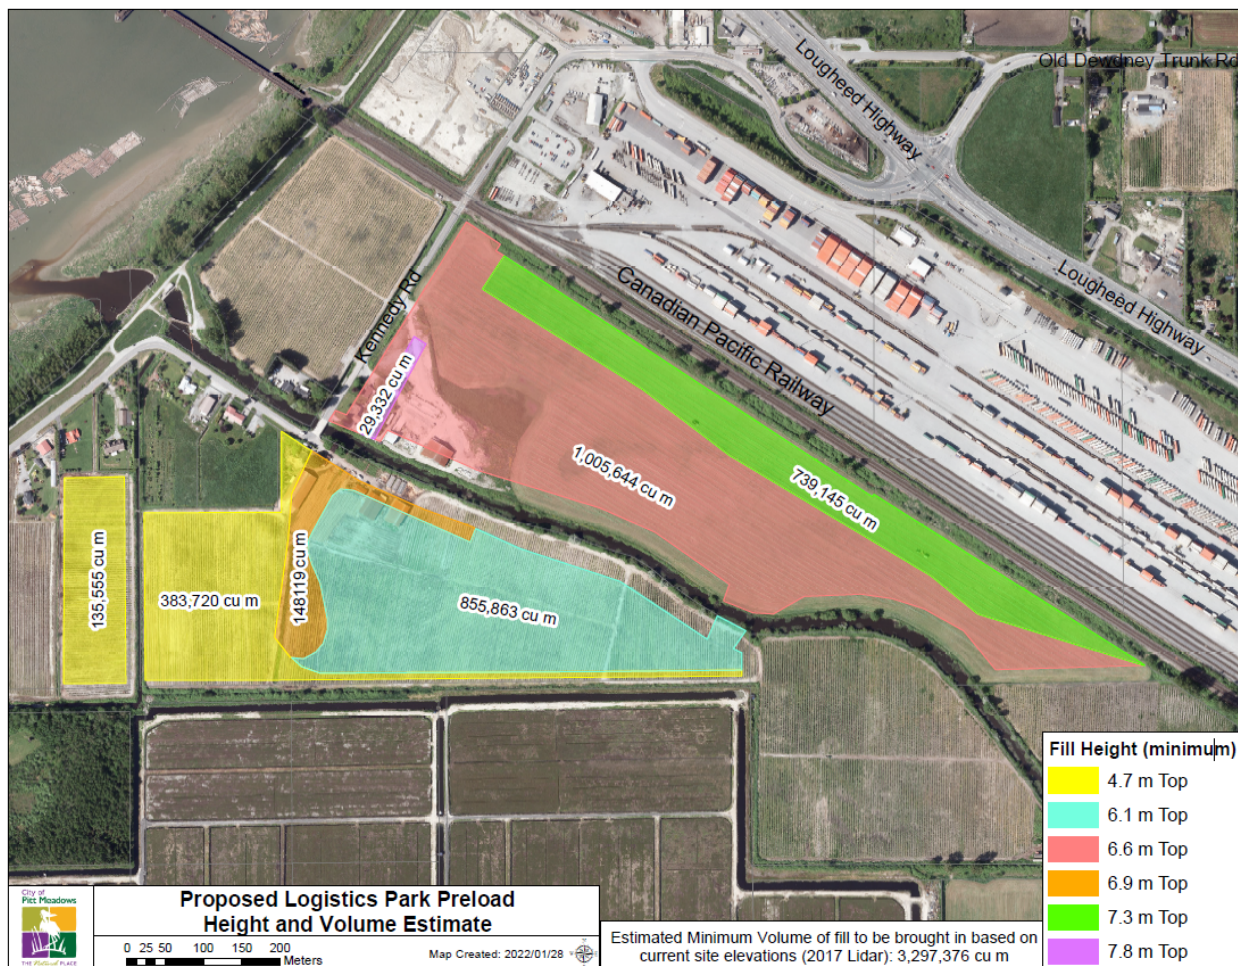 Lougheed Highway
Old Dewdney Trunk Rd
Lougheed Highway
Canadian Pacific Railway
Kennedy Rd
29,332 cu m
1,005,644 cu m
739,145 cu m
135,555 cu m
383,720 cu m
148119 cu m
855,863 cu m
Fill Height (minimum)
4.7 m Top
6.1 m Top
6.6 m Top
6.9 m Top
7.3 m Top
7.8 m Top
City of
Pitt Meadows
THE Natural PLACE
Proposed Logistics Park Preload
Height and Volume Estimate
0 25 50 100 150 200
Meters
Map Created: 2022/01/28
Estimated Minimum Volume of fill to be brought in based on
current site elevations (2017 Lidar): 3,297,376 cu m